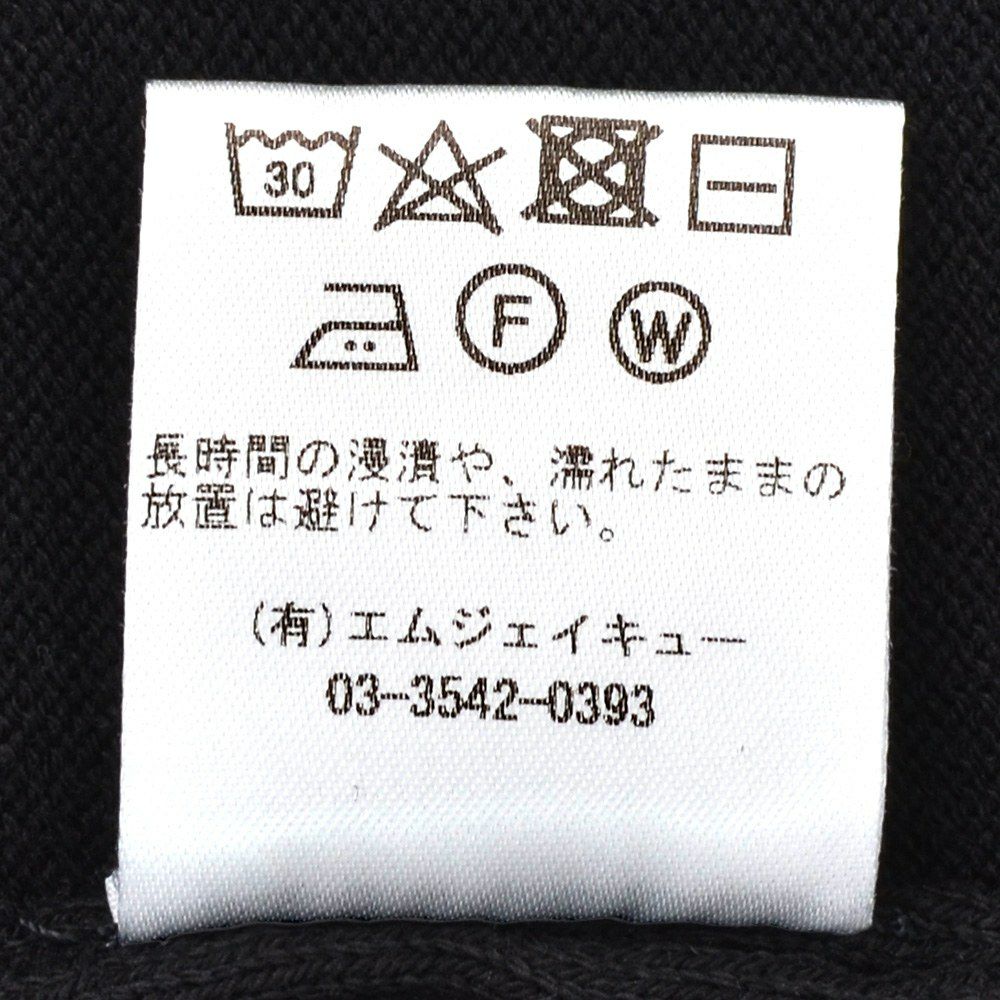 30
F W
長時間の浸漬や、濡れたままの
放置は避けて下さい。
(有)エムジェイキュー
03-3542-0393